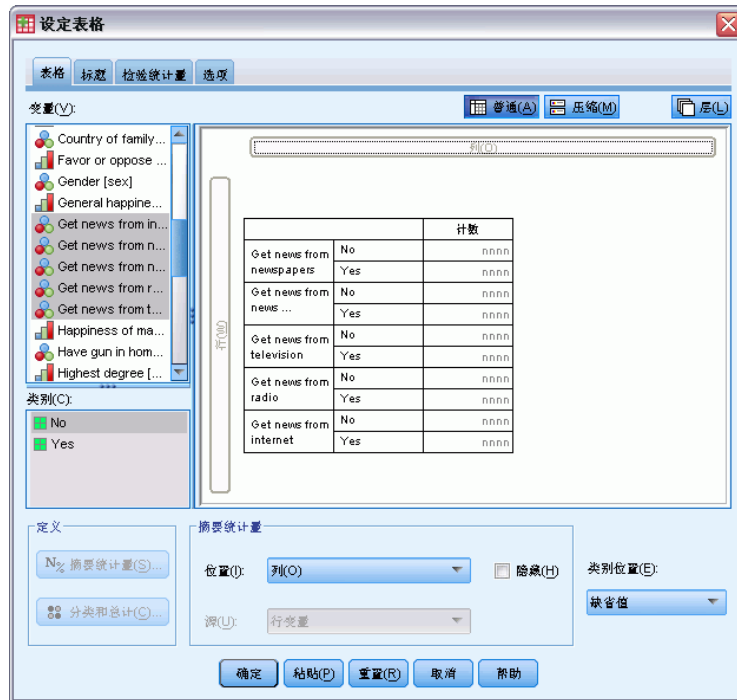 设定表格
表格 标题 检验统计量 选项
变量(V):
普通(A) 压缩(M) 层(L)
Country of family...
Favor or oppose ...
Gender [sex]
General happine...
Get news from in...
Get news from n...
Get news from n...
Get news from r...
Get news from t...
Happiness of ma...
Have gun in hom...
Highest degree [...
类别(C):
No
Yes
列(O)
行(W)
计数
Get news from newspapers No nnnn
Yes nnnn
Get news from news ... No nnnn
Yes nnnn
Get news from television No nnnn
Yes nnnn
Get news from radio No nnnn
Yes nnnn
Get news from internet No nnnn
Yes nnnn
定义
N% 摘要统计量(S)...
分类和总计(C)...
摘要统计量
位置(I): 列(O) 隐藏(H)
源(U): 行变量
类别位置(E):
缺省值
确定 粘贴(P) 重置(R) 取消 帮助